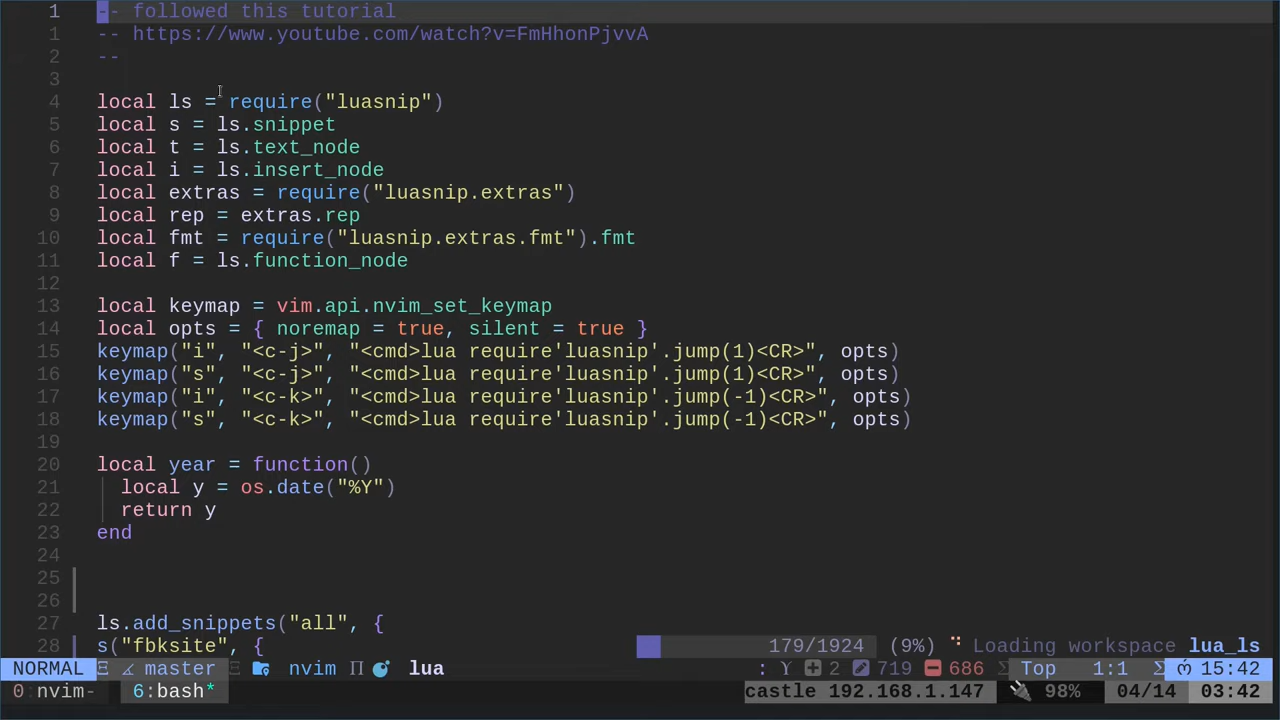 1 -- followed this tutorial
1 -- https://www.youtube.com/watch?v=FmHhonPjvvA
2 --
3
4 local ls = require("luasnip")
5 local s = ls.snippet
6 local t = ls.text_node
7 local i = ls.insert_node
8 local extras = require("luasnip.extras")
9 local rep = extras.rep
10 local fmt = require("luasnip.extras.fmt").fmt
11 local f = ls.function_node
12
13 local keymap = vim.api.nvim_set_keymap
14 local opts = { noremap = true, silent = true }
15 keymap("i", "<c-j>", "<cmd>lua require'luasnip'.jump(1)<CR>", opts)
16 keymap("s", "<c-j>", "<cmd>lua require'luasnip'.jump(1)<CR>", opts)
17 keymap("i", "<c-k>", "<cmd>lua require'luasnip'.jump(-1)<CR>", opts)
18 keymap("s", "<c-k>", "<cmd>lua require'luasnip'.jump(-1)<CR>", opts)
19
20 local year = function()
21 local y = os.date("%Y")
22 return y
23 end
24
25
26
27 ls.add_snippets("all", {
28 s("fbksite", { 179/1924 (9%) Loading workspace lua_ls
NORMAL master nvim lua : 2 719 686 Top 1:1 15:42
0:nvim- 6:bash* castle 192.168.1.147 98% 04/14 03:42